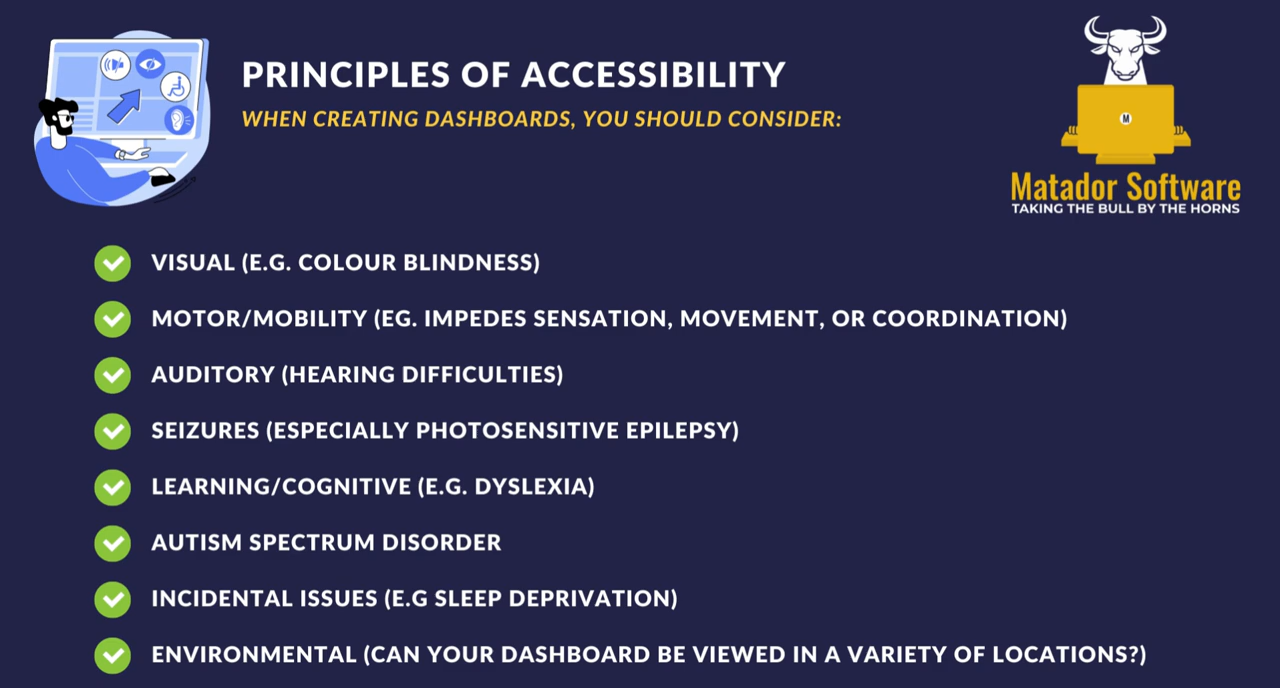 PRINCIPLES OF ACCESSIBILITY
WHEN CREATING DASHBOARDS, YOU SHOULD CONSIDER:
M
Matador Software
TAKING THE BULL BY THE HORNS
VISUAL (E.G. COLOUR BLINDNESS)
MOTOR/MOBILITY (EG. IMPEDES SENSATION, MOVEMENT, OR COORDINATION)
AUDITORY (HEARING DIFFICULTIES)
SEIZURES (ESPECIALLY PHOTOSENSITIVE EPILEPSY)
LEARNING/COGNITIVE (E.G. DYSLEXIA)
AUTISM SPECTRUM DISORDER
INCIDENTAL ISSUES (E.G SLEEP DEPRIVATION)
ENVIRONMENTAL (CAN YOUR DASHBOARD BE VIEWED IN A VARIETY OF LOCATIONS?)